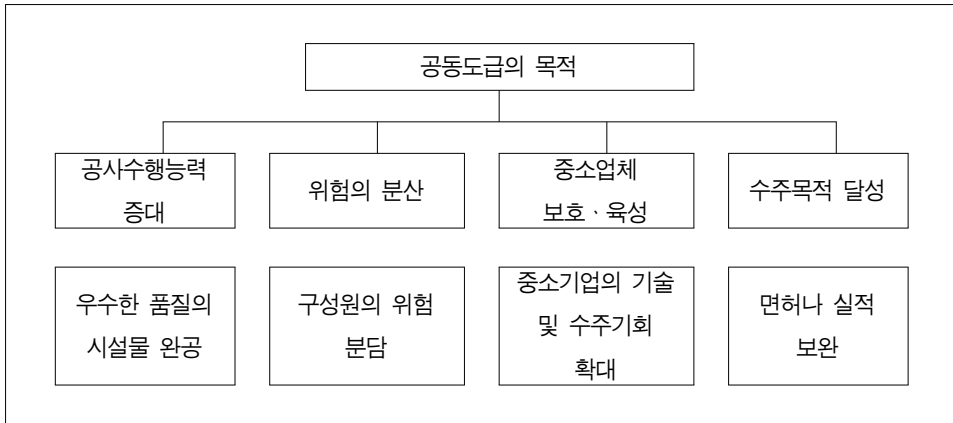 공동도급의 목적
공사수행능력
증대
위험의 분산
중소업체
보호ㆍ육성
수주목적 달성
우수한 품질의
시설물 완공
구성원의 위험
분담
중소기업의 기술
및 수주기회
확대
면허나 실적
보완